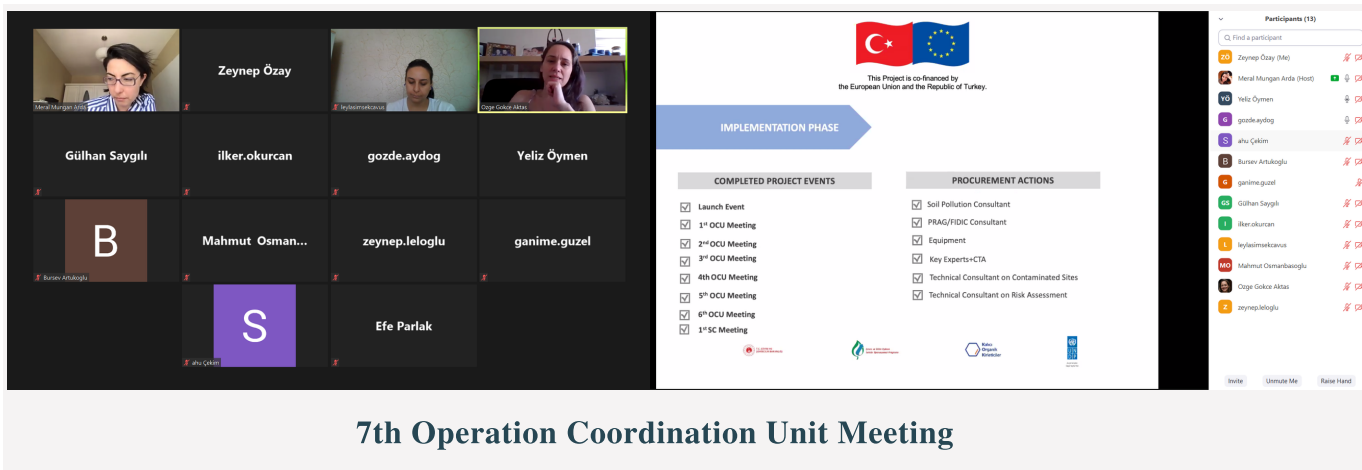 Meral Mungan Arda
Zeynep Özay
leylasimsekcavus
Ozge Gokce Aktas
Gülhan Saygılı
ilker.okurcan
gozde.aydog
Yeliz Öymen
B
Bursev Artukoglu
Mahmut Osman...
zeynep.leloglu
ganime.guzel
S
ahu Çekim
Efe Parlak
This Project is co-financed by
the European Union and the Republic of Turkey.
IMPLEMENTATION PHASE
COMPLETED PROJECT EVENTS
Launch Event
1st OCU Meeting
2nd OCU Meeting
3rd OCU Meeting
4th OCU Meeting
5th OCU Meeting
6th OCU Meeting
1st SC Meeting
PROCUREMENT ACTIONS
Soil Pollution Consultant
PRAG/FIDIC Consultant
Equipment
Key Experts+CTA
Technical Consultant on Contaminated Sites
Technical Consultant on Risk Assessment
Kalıcı
Organik
Kirleticiler
Participants (13)
Find a participant
ZÖ Zeynep Özay (Me)
Meral Mungan Arda (Host)
YÖ Yeliz Öymen
G gozde.aydog
S ahu Çekim
B Bursev Artukoglu
G ganime.guzel
GS Gülhan Saygılı
I ilker.okurcan
L leylasimsekcavus
MO Mahmut Osmanbasoglu
Ozge Gokce Aktas
Z zeynep.leloglu
Invite Unmute Me Raise Hand
7th Operation Coordination Unit Meeting